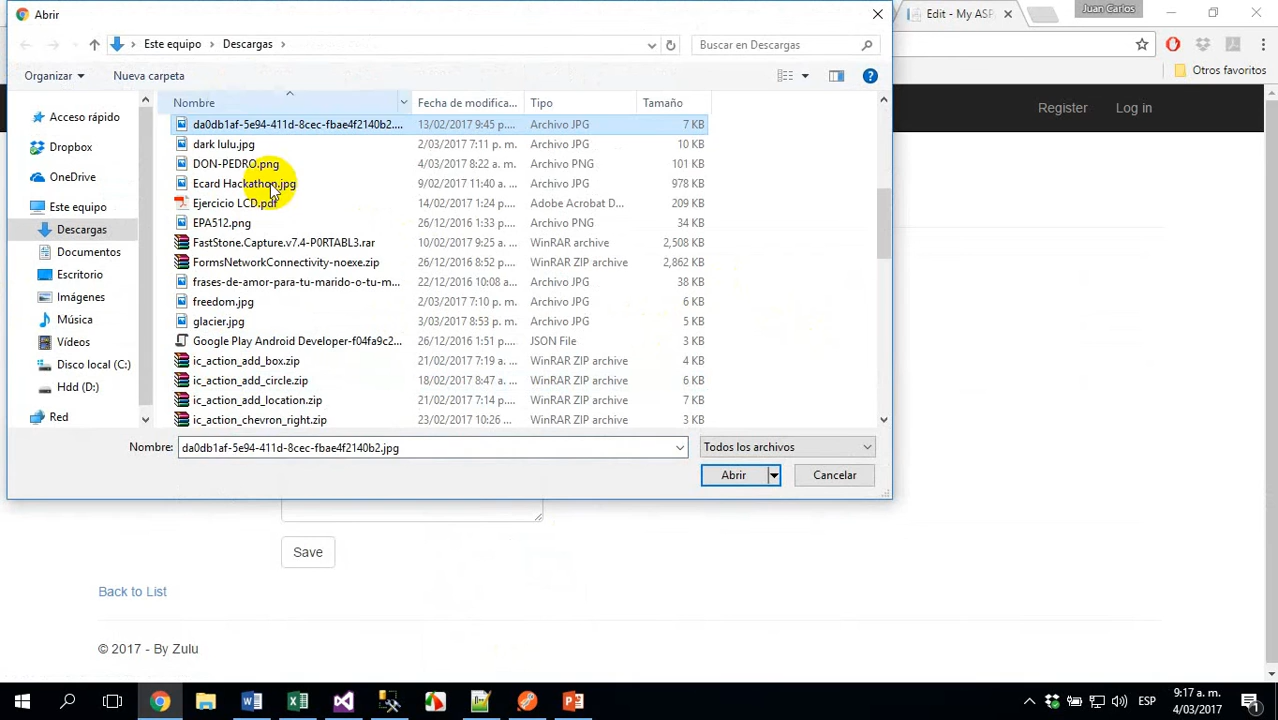 Abrir
Edit - My ASP
Juan Carlos
Este equipo
Descargas
Buscar en Descargas
Otros favoritos
Organizar
Nueva carpeta
Register
Log in
Nombre
Fecha de modifica...
Tipo
Tamaño
Acceso rápido
Dropbox
OneDrive
Este equipo
Descargas
Documentos
Escritorio
Imágenes
Música
Vídeos
Disco local (C:)
Hdd (D:)
Red
da0db1af-5e94-411d-8cec-fbae4f2140b2.... 13/02/2017 9:45 p.... Archivo JPG 7 KB
dark lulu.jpg 2/03/2017 7:11 p. m. Archivo JPG 10 KB
DON-PEDRO.png 4/03/2017 8:22 a. m. Archivo PNG 101 KB
Ecard Hackathon.jpg 9/02/2017 11:40 a. ... Archivo JPG 978 KB
Ejercicio LCD.pdf 14/02/2017 1:24 p.... Adobe Acrobat D... 209 KB
EPA512.png 26/12/2016 1:33 p.... Archivo PNG 34 KB
FastStone.Capture.v7.4-P0RTABL3.rar 10/02/2017 9:25 a.... WinRAR archive 2,508 KB
FormsNetworkConnectivity-noexe.zip 26/12/2016 8:52 p.... WinRAR ZIP archive 2,862 KB
frases-de-amor-para-tu-marido-o-tu-m... 22/12/2016 10:08 a... Archivo JPG 38 KB
freedom.jpg 2/03/2017 7:10 p. m. Archivo JPG 6 KB
glacier.jpg 3/03/2017 8:53 p. m. Archivo JPG 5 KB
Google Play Android Developer-f04fa9c2... 26/12/2016 1:51 p.... JSON File 3 KB
ic_action_add_box.zip 21/02/2017 7:19 a.... WinRAR ZIP archive 4 KB
ic_action_add_circle.zip 18/02/2017 8:47 a.... WinRAR ZIP archive 6 KB
ic_action_add_location.zip 21/02/2017 7:14 p.... WinRAR ZIP archive 7 KB
ic_action_chevron_right.zip 23/02/2017 10:26 ... WinRAR ZIP archive 3 KB
Nombre: da0db1af-5e94-411d-8cec-fbae4f2140b2.jpg
Todos los archivos
Abrir
Cancelar
Save
Back to List
© 2017 - By Zulu
ESP
9:17 a. m.
4/03/2017
1